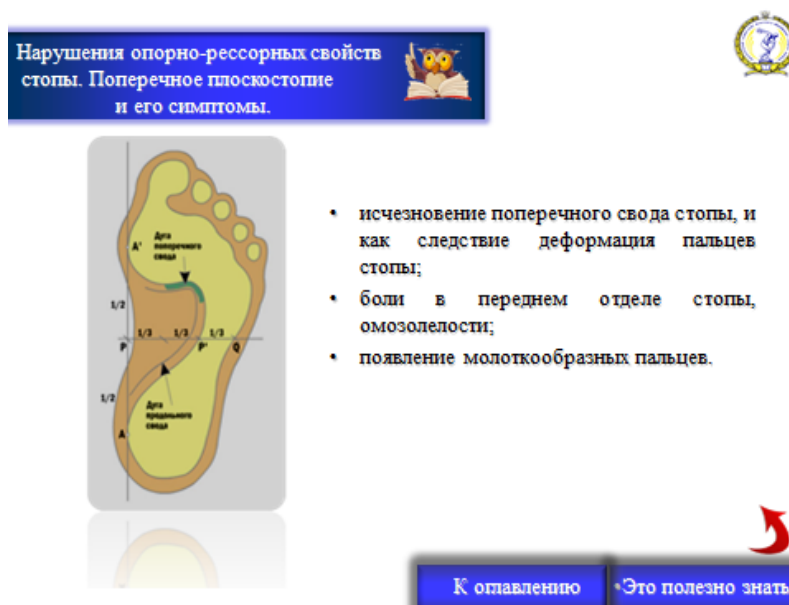 Нарушения опорно-рессорных свойств
стопы. Поперечное плоскостопие
и его симптомы.
• исчезновение поперечного свода стопы, и
как следствие деформация пальцев
стопы;
• боли в переднем отделе стопы,
омозолелости;
• появление молоткообразных пальцев.
Дуга
поперечного
свода
A'
1/2
1/3 1/3 1/3
P P' Q
1/2
Дуга
продольного
свода
A
К оглавлению
•Это полезно знать